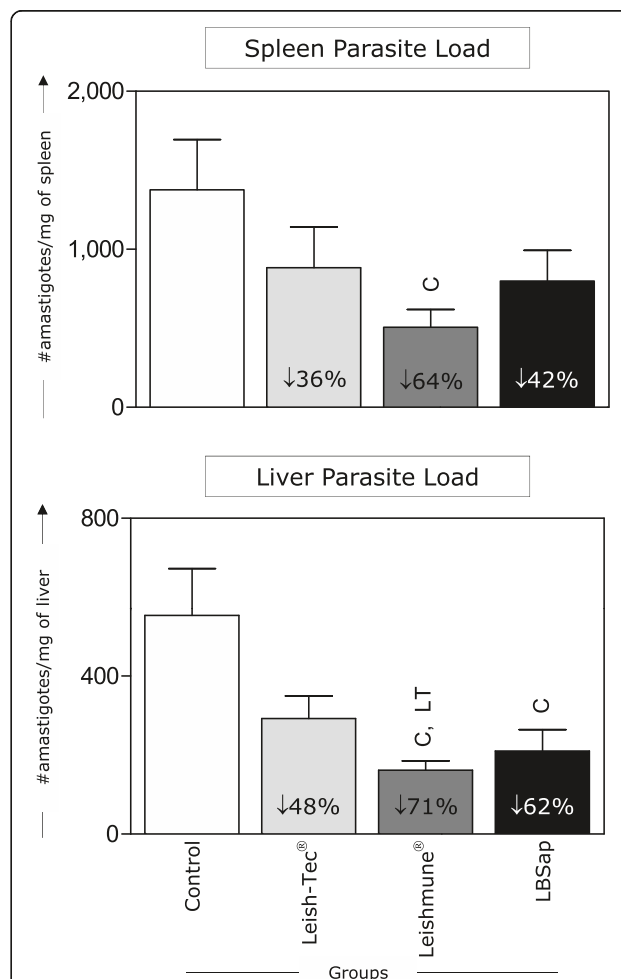 Spleen Parasite Load
#amastigotes/mg of spleen
2,000
1,000
0
C
↓36%
↓64%
↓42%
Liver Parasite Load
#amastigotes/mg of liver
800
400
0
C, LT
C
↓48%
↓71%
↓62%
Control
Leish-Tec®
Leishmune®
LBSap
Groups